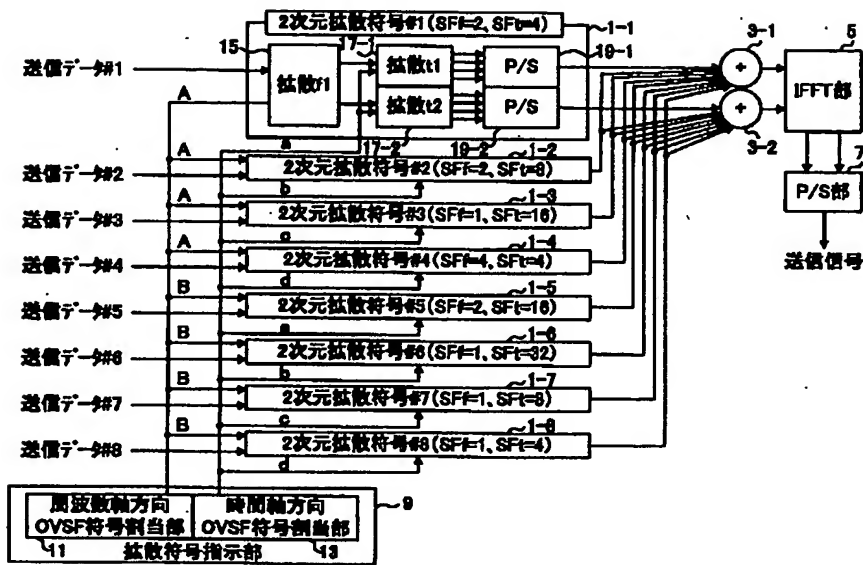 2次元拡散符号#1(SFf=2、SFt=4)
1-1
15
17-1
19-1
3-1
5
送信データ#1
A
拡散f1
拡散t1
P/S
拡散t2
P/S
+
+
IFFT部
17-2
19-2
3-2
a
7
P/S部
送信信号
A
1-2
送信データ#2
2次元拡散符号#2(SFf=2、SFt=8)
b
A
1-3
送信データ#3
2次元拡散符号#3(SFf=1、SFt=16)
c
A
1-4
送信データ#4
2次元拡散符号#4(SFf=4、SFt=4)
d
B
1-5
送信データ#5
2次元拡散符号#5(SFf=2、SFt=16)
a
B
1-6
送信データ#6
2次元拡散符号#6(SFf=1、SFt=32)
b
B
1-7
送信データ#7
2次元拡散符号#7(SFf=1、SFt=8)
c
B
1-8
送信データ#8
2次元拡散符号#8(SFf=1、SFt=4)
d
9
周波数軸方向
OVSF符号割当部
時間軸方向
OVSF符号割当部
11
拡散符号指示部
13